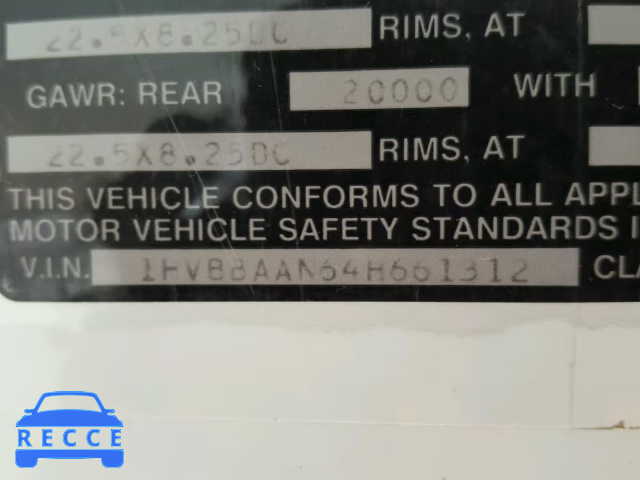 22.5X8.25DC RIMS, AT
GAWR: REAR 20000 WITH
22.5X8.25DC RIMS, AT
THIS VEHICLE CONFORMS TO ALL APPL
MOTOR VEHICLE SAFETY STANDARDS I
V.I.N. 1HVBBAAN64H661312 CLA
RECCE